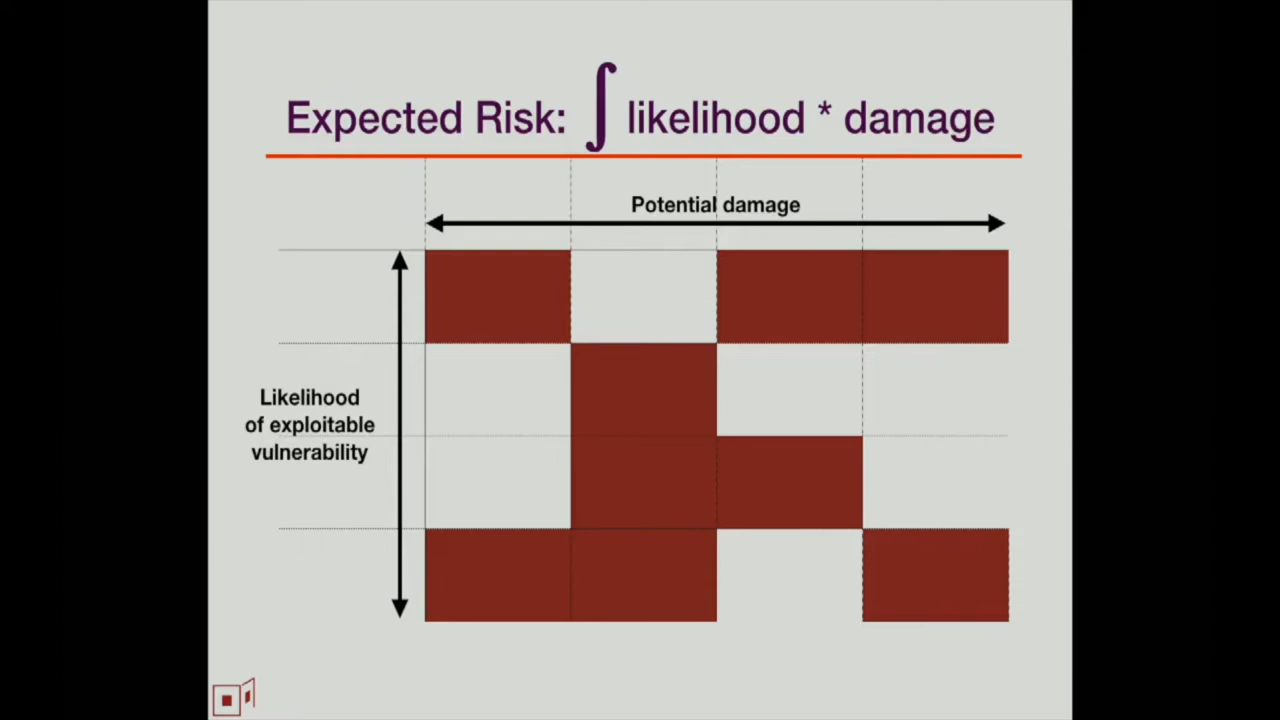 Expected Risk: ∫ likelihood * damage
Potential damage
Likelihood
of exploitable
vulnerability